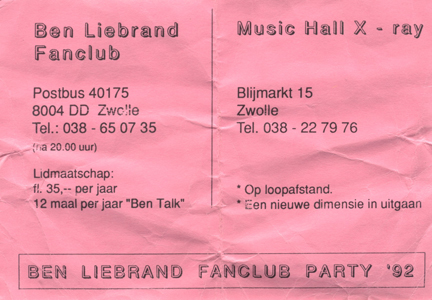 Ben Liebrand
Fanclub
Postbus 40175
8004 DD Zwolle
Tel.: 038 - 65 07 35
(na 20.00 uur)
Lidmaatschap:
fl. 35,-- per jaar
12 maal per jaar "Ben Talk"
Music Hall X - ray
Blijmarkt 15
Zwolle
Tel. 038 - 22 79 76
* Op loopafstand.
* Een nieuwe dimensie in uitgaan
BEN LIEBRAND FANCLUB PARTY '92